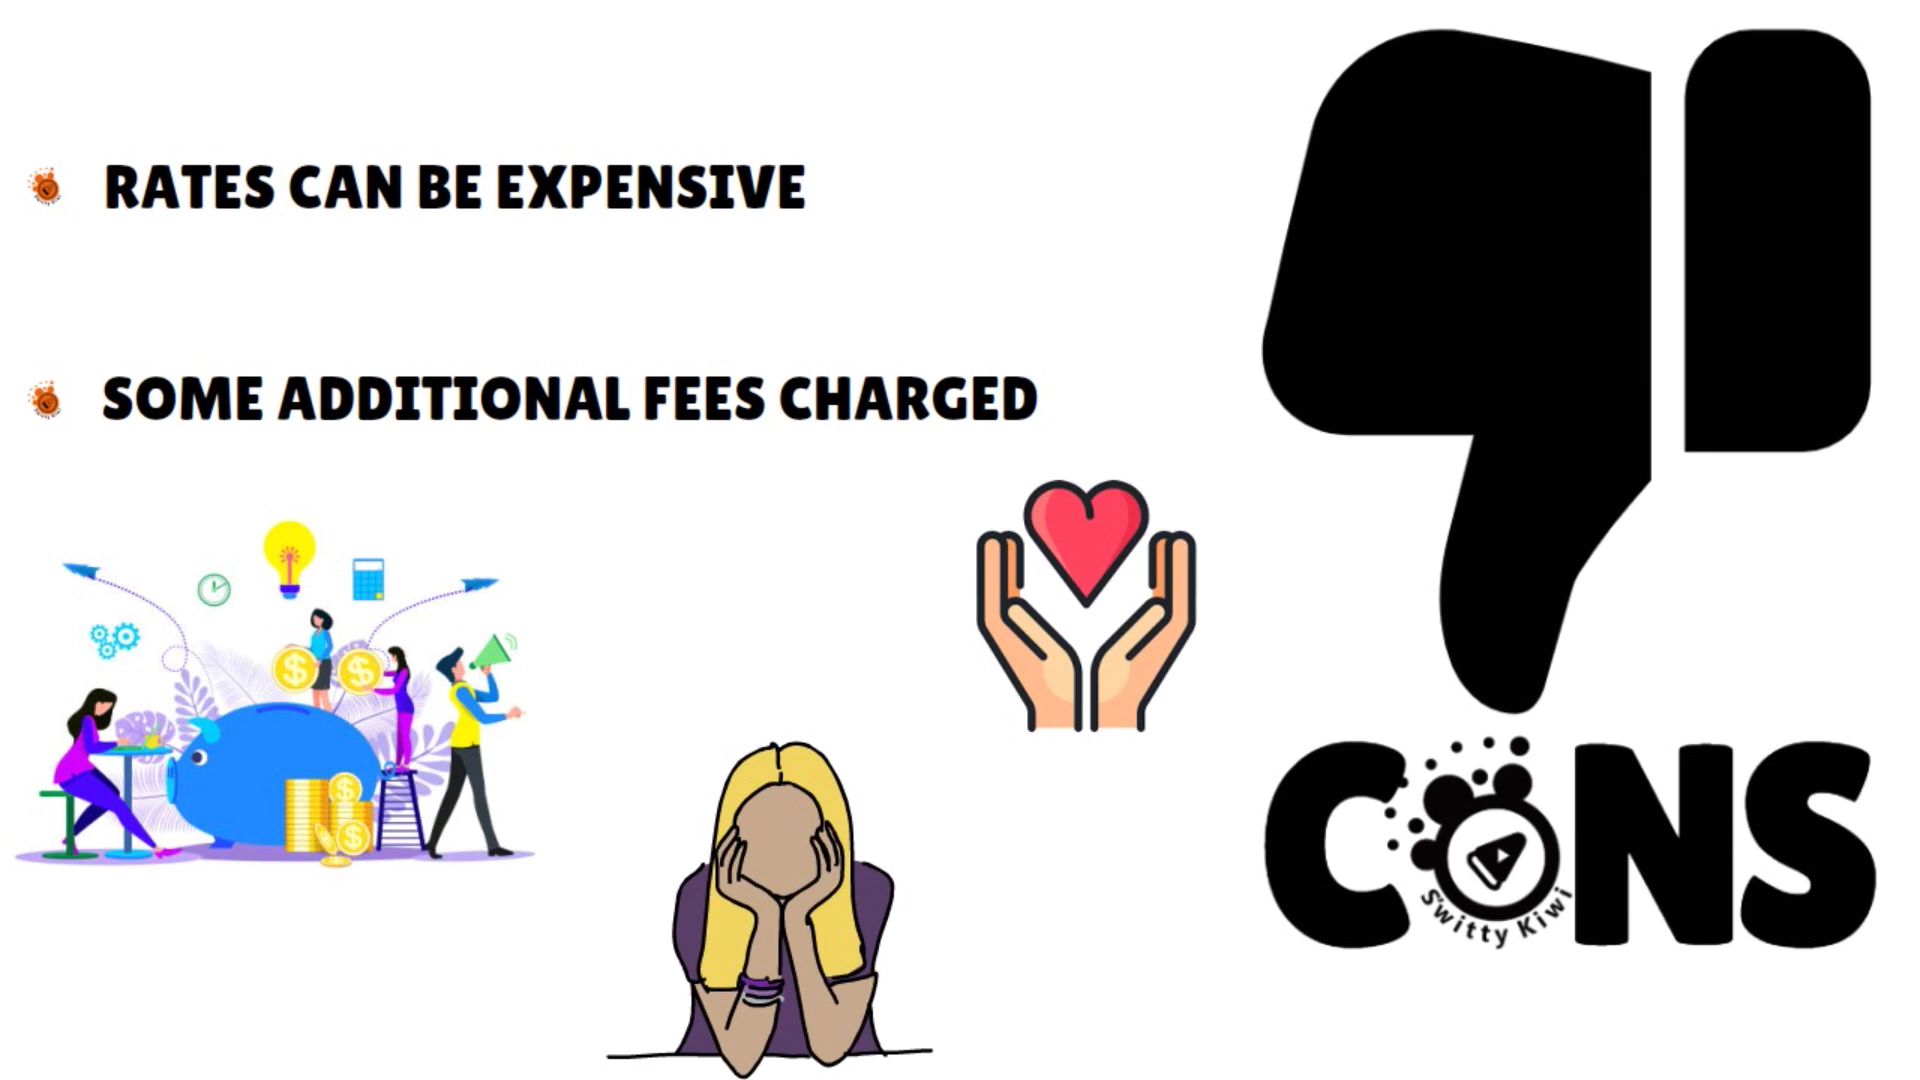 RATES CAN BE EXPENSIVE
SOME ADDITIONAL FEES CHARGED
CONS
Switty Kiwi